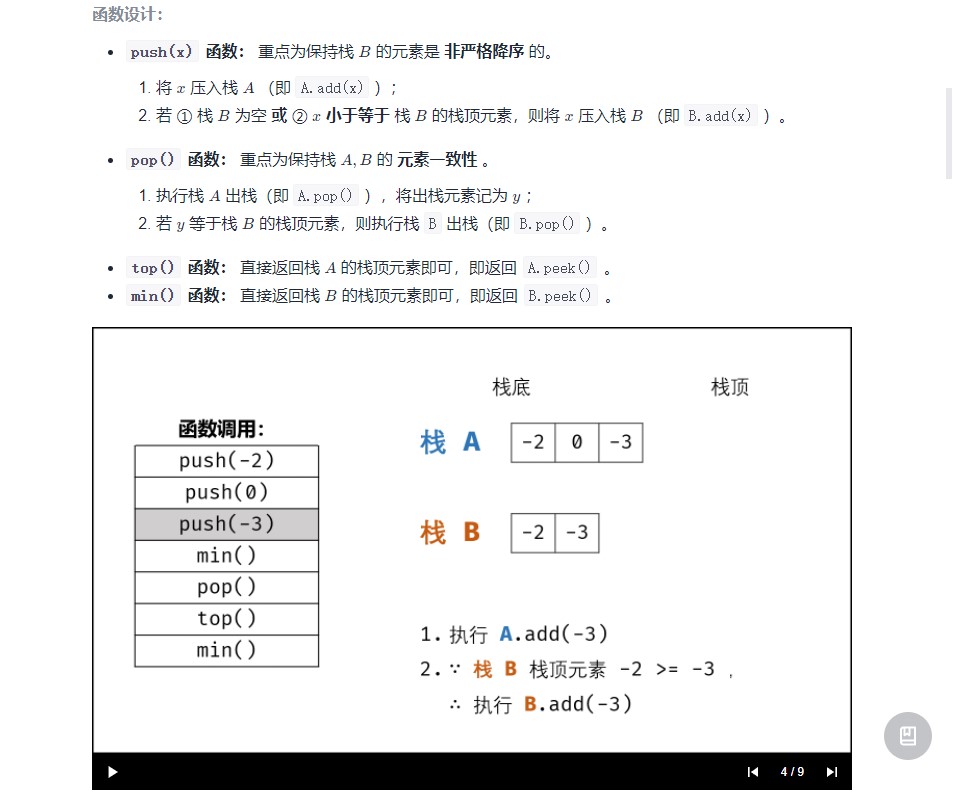 函数设计：
• push(x) 函数： 重点为保持栈 B 的元素是 非严格降序 的。
1. 将 x 压入栈 A （即 A.add(x) ）；
2. 若 ① 栈 B 为空 或 ② x 小于等于 栈 B 的栈顶元素，则将 x 压入栈 B （即 B.add(x) ）。
• pop() 函数： 重点为保持栈 A, B 的 元素一致性 。
1. 执行栈 A 出栈（即 A.pop() ），将出栈元素记为 y ；
2. 若 y 等于栈 B 的栈顶元素，则执行栈 B 出栈（即 B.pop() ）。
• top() 函数： 直接返回栈 A 的栈顶元素即可，即返回 A.peek() 。
• min() 函数： 直接返回栈 B 的栈顶元素即可，即返回 B.peek() 。
栈底 栈顶
函数调用：
push(-2)
push(0)
push(-3)
min()
pop()
top()
min()
栈 A -2 0 -3
栈 B -2 -3
1. 执行 A.add(-3)
2. ∵ 栈 B 栈顶元素 -2 >= -3 ,
∴ 执行 B.add(-3)
4 / 9